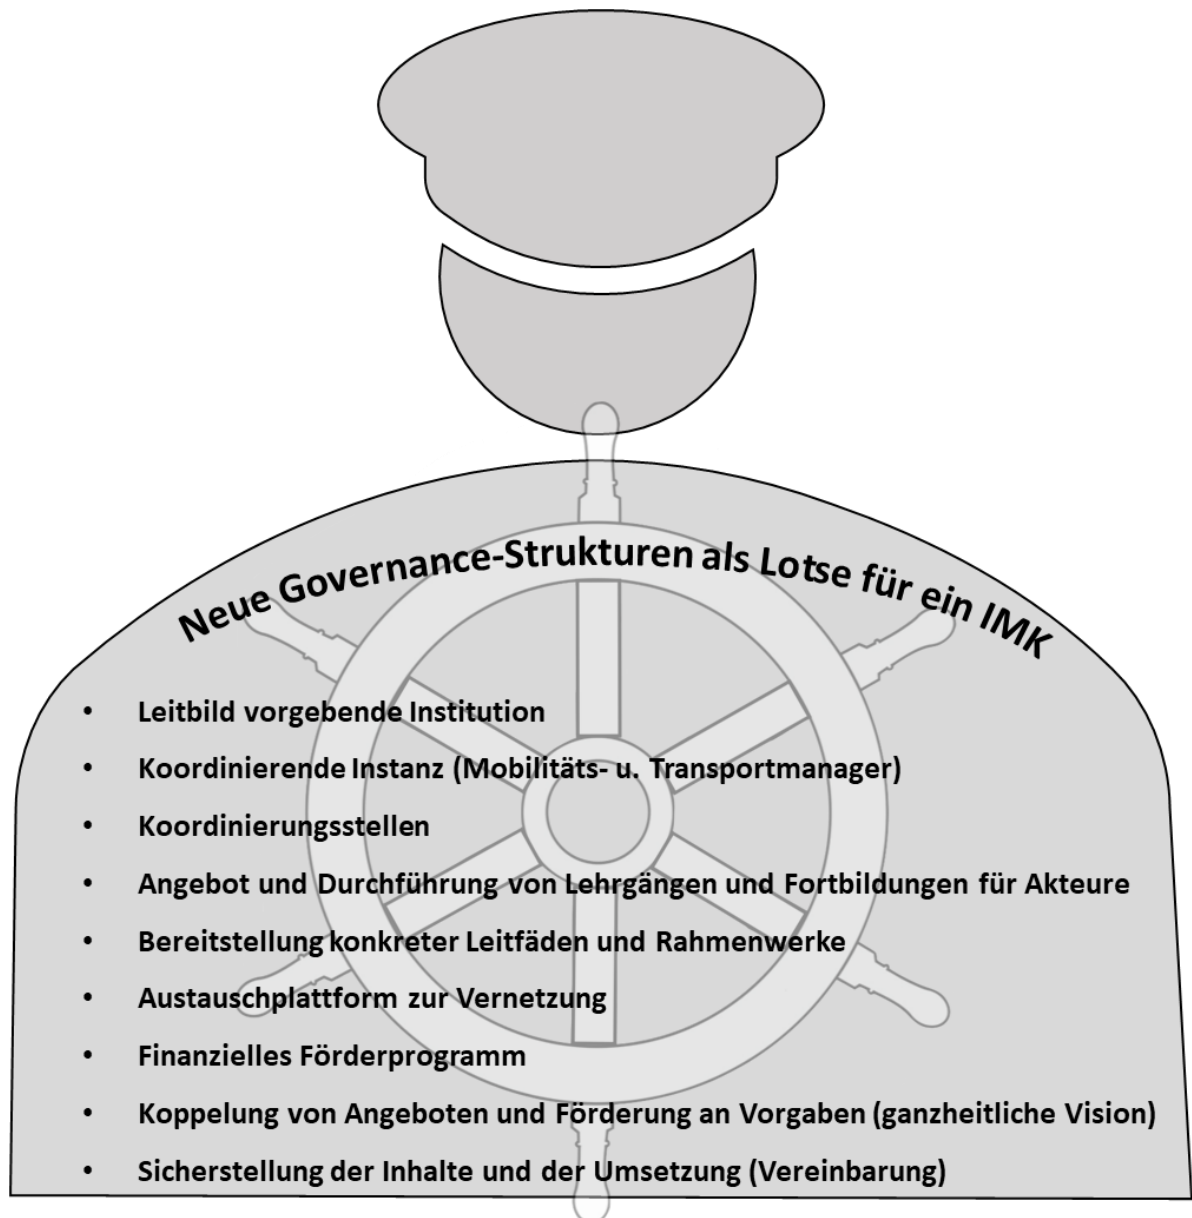 Neue Governance-Strukturen als Lotse für ein IMK
• Leitbild vorgebende Institution
• Koordinierende Instanz (Mobilitäts- u. Transportmanager)
• Koordinierungsstellen
• Angebot und Durchführung von Lehrgängen und Fortbildungen für Akteure
• Bereitstellung konkreter Leitfäden und Rahmenwerke
• Austauschplattform zur Vernetzung
• Finanzielles Förderprogramm
• Koppelung von Angeboten und Förderung an Vorgaben (ganzheitliche Vision)
• Sicherstellung der Inhalte und der Umsetzung (Vereinbarung)